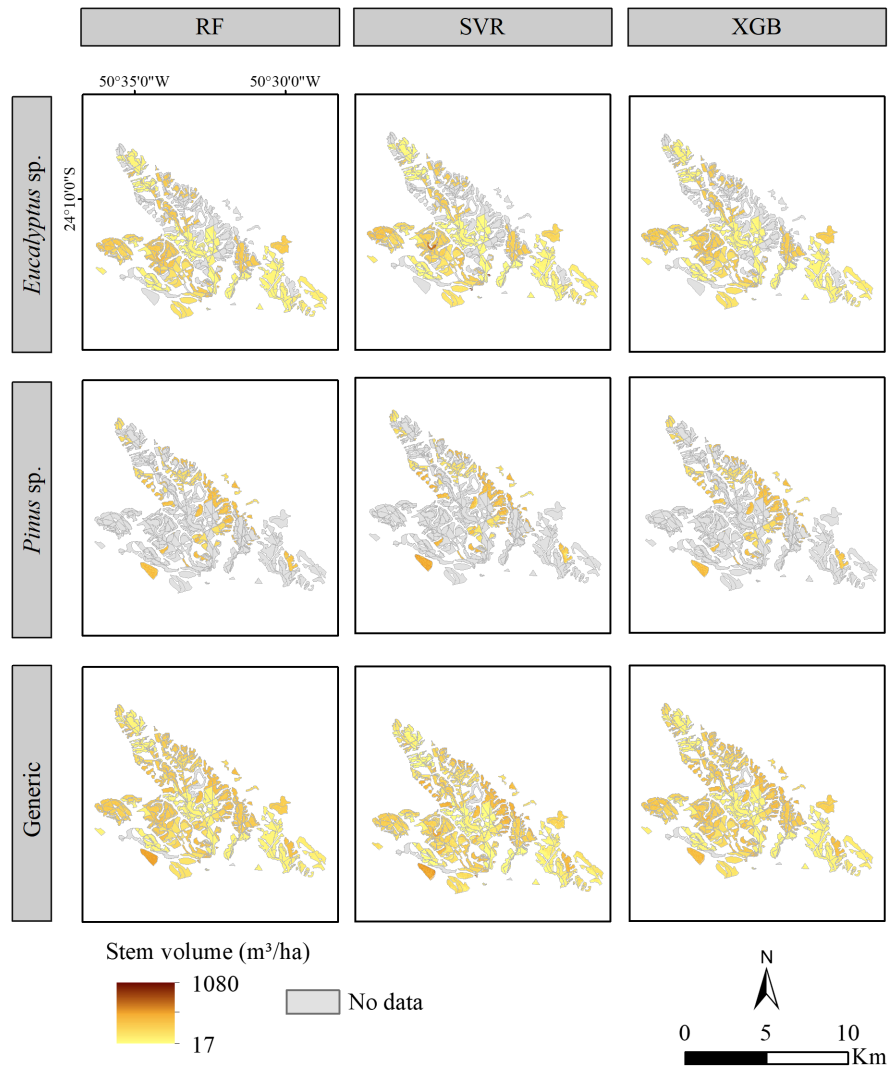 RF
SVR
XGB
50°35'0"W
50°30'0"W
24°10'0"S
Eucalyptus sp.
Pinus sp.
Generic
Stem volume (m³/ha)
1080
17
No data
N
0 5 10
Km